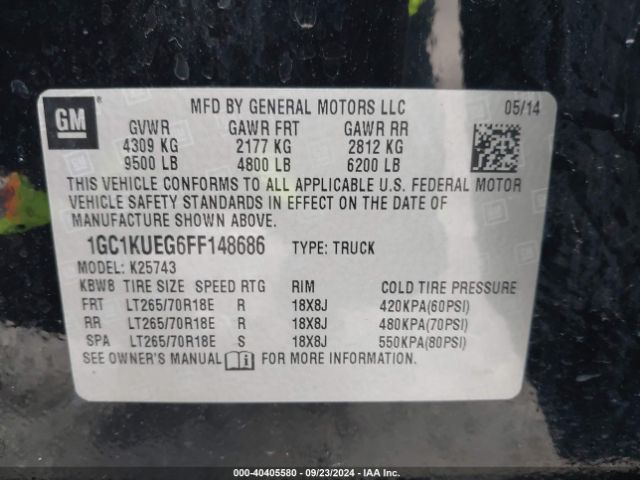 GM
MFD BY GENERAL MOTORS LLC 05/14
GVWR GAWR FRT GAWR RR
4309 KG 2177 KG 2812 KG
9500 LB 4800 LB 6200 LB
THIS VEHICLE CONFORMS TO ALL APPLICABLE U.S. FEDERAL MOTOR
VEHICLE SAFETY STANDARDS IN EFFECT ON THE DATE OF
MANUFACTURE SHOWN ABOVE.
1GC1KUEG6FF148686 TYPE: TRUCK
MODEL: K25743
KBW8 TIRE SIZE SPEED RTG RIM COLD TIRE PRESSURE
FRT LT265/70R18E R 18X8J 420KPA(60PSI)
RR LT265/70R18E R 18X8J 480KPA(70PSI)
SPA LT265/70R18E S 18X8J 550KPA(80PSI)
SEE OWNER'S MANUAL FOR MORE INFORMATION.
000-40405580 - 09/23/2024 - IAA Inc.